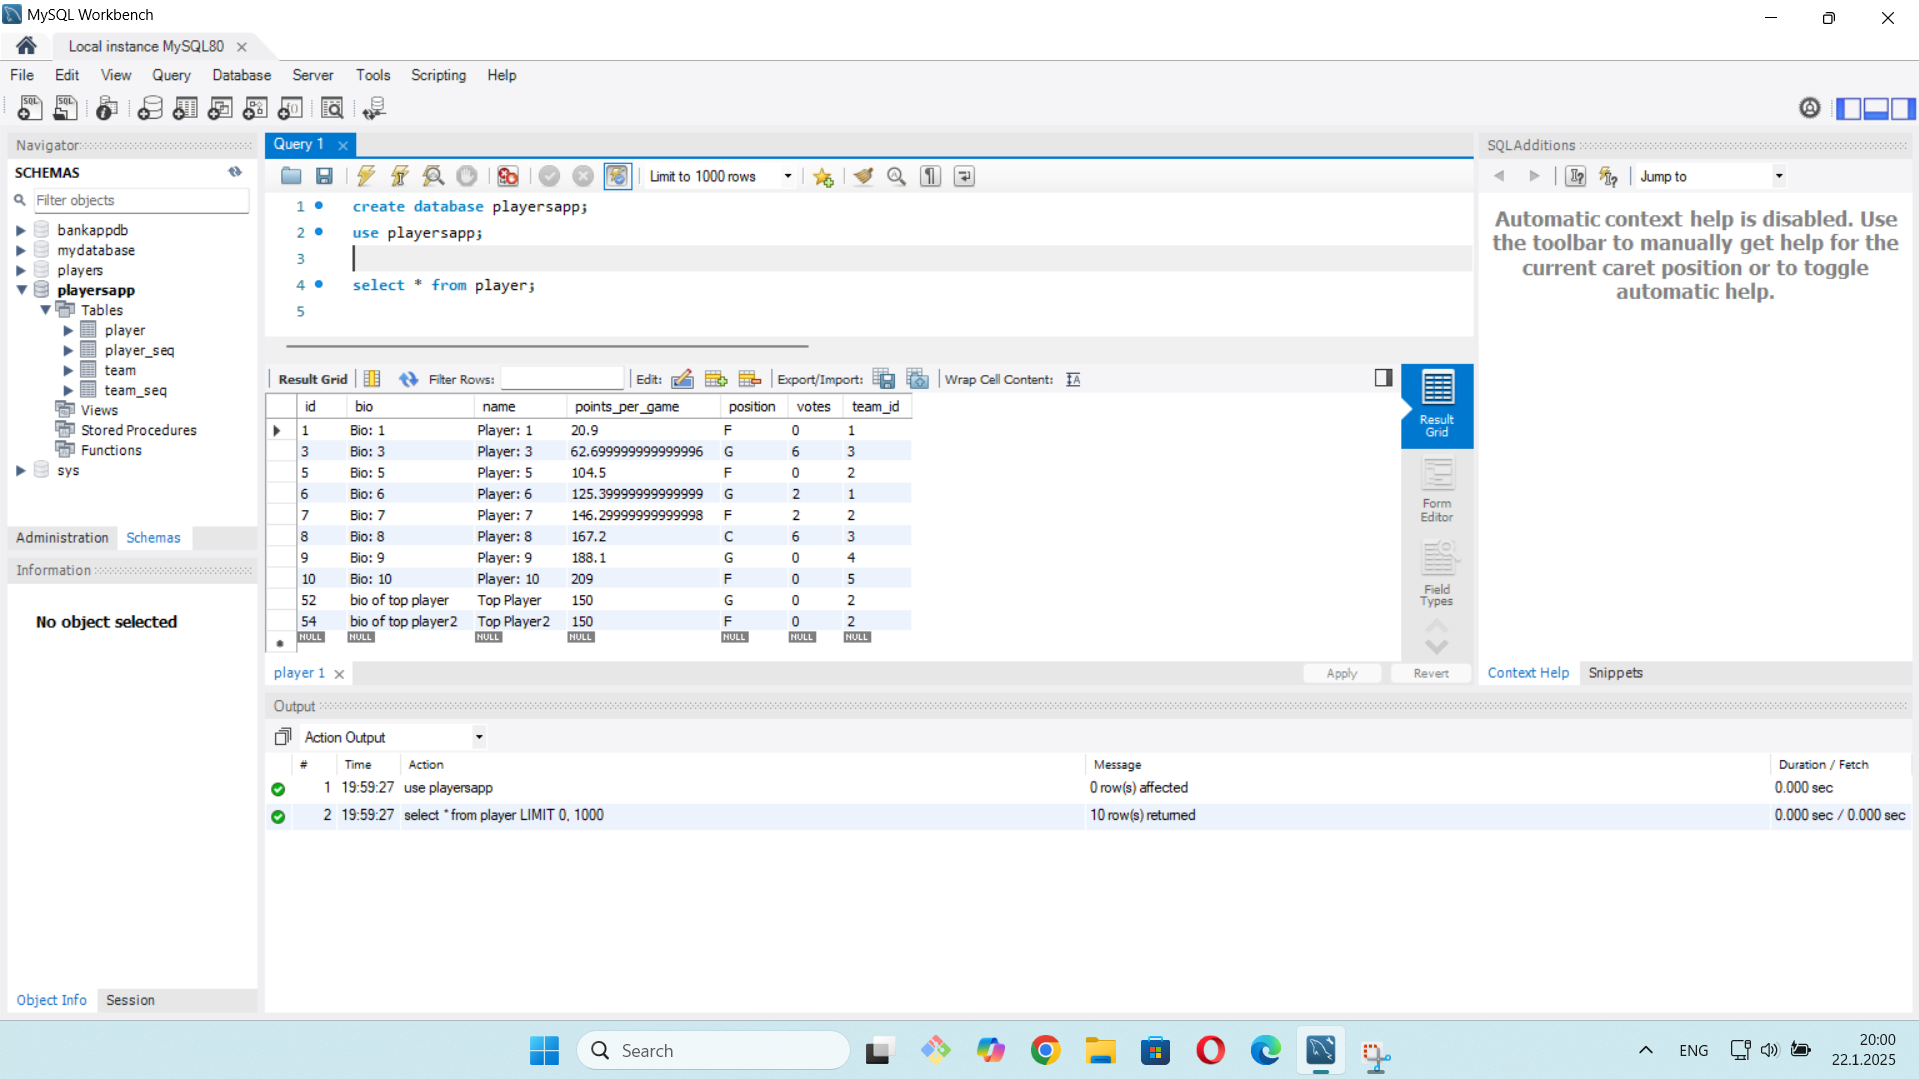 MySQL Workbench
Local instance MySQL80
File Edit View Query Database Server Tools Scripting Help
Navigator
SCHEMAS
Filter objects
bankappdb
mydatabase
players
playersapp
Tables
player
player_seq
team
team_seq
Views
Stored Procedures
Functions
sys
Administration Schemas
Information
No object selected
Object Info Session
Query 1
Limit to 1000 rows
1 create database playersapp;
2 use playersapp;
3
4 select * from player;
5
Result Grid Filter Rows: Edit: Export/Import: Wrap Cell Content:
id bio name points_per_game position votes team_id
1 Bio: 1 Player: 1 20.9 F 0 1
3 Bio: 3 Player: 3 62.699999999999996 G 6 3
5 Bio: 5 Player: 5 104.5 F 0 2
6 Bio: 6 Player: 6 125.39999999999999 G 2 1
7 Bio: 7 Player: 7 146.29999999999998 F 2 2
8 Bio: 8 Player: 8 167.2 C 6 3
9 Bio: 9 Player: 9 188.1 G 0 4
10 Bio: 10 Player: 10 209 F 0 5
52 bio of top player Top Player 150 G 0 2
54 bio of top player2 Top Player2 150 F 0 2
NULL NULL NULL NULL NULL NULL NULL
Result
Grid
Form
Editor
Field
Types
player 1 Apply Revert
SQLAdditions
Jump to
Automatic context help is disabled. Use
the toolbar to manually get help for the
current caret position or to toggle
automatic help.
Context Help Snippets
Output
Action Output
# Time Action Message Duration / Fetch
1 19:59:27 use playersapp 0 row(s) affected 0.000 sec
2 19:59:27 select * from player LIMIT 0, 1000 10 row(s) returned 0.000 sec / 0.000 sec
Search
ENG
20:00
22.1.2025